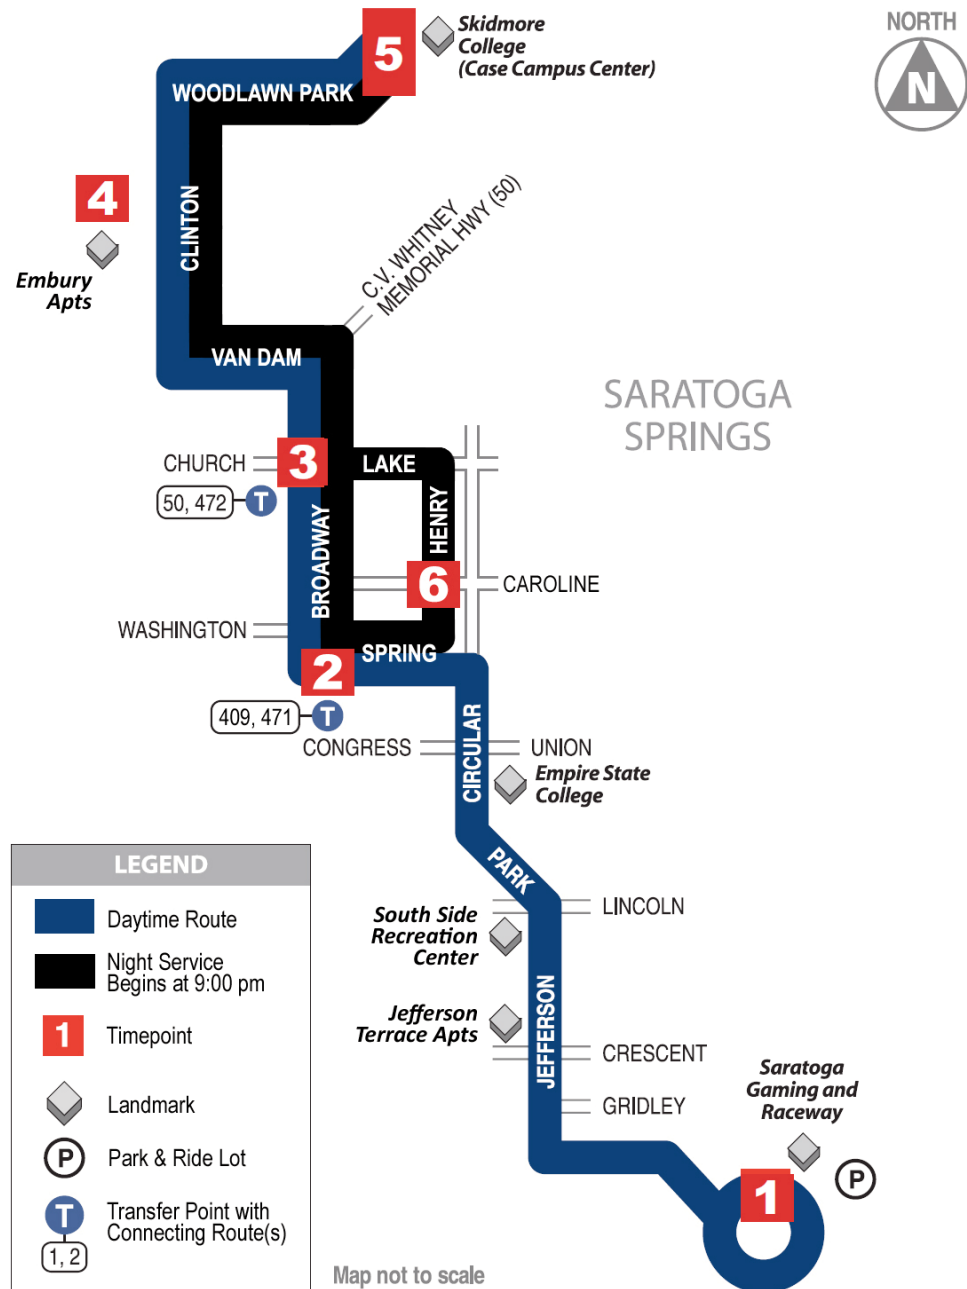 NORTH
N
5
Skidmore
College
(Case Campus Center)
WOODLAWN PARK
4
Embury
Apts
CLINTON
C.V. WHITNEY
MEMORIAL HWY (50)
VAN DAM
SARATOGA
SPRINGS
CHURCH
3
LAKE
50, 472
T
HENRY
BROADWAY
6
CAROLINE
WASHINGTON
SPRING
2
409, 471
T
CIRCULAR
CONGRESS
UNION
Empire State
College
PARK
LINCOLN
South Side
Recreation
Center
JEFFERSON
Jefferson
Terrace Apts
CRESCENT
GRIDLEY
Saratoga
Gaming and
Raceway
1
P
LEGEND
Daytime Route
Night Service
Begins at 9:00 pm
1
Timepoint
Landmark
P
Park & Ride Lot
T
Transfer Point with
Connecting Route(s)
1, 2
Map not to scale